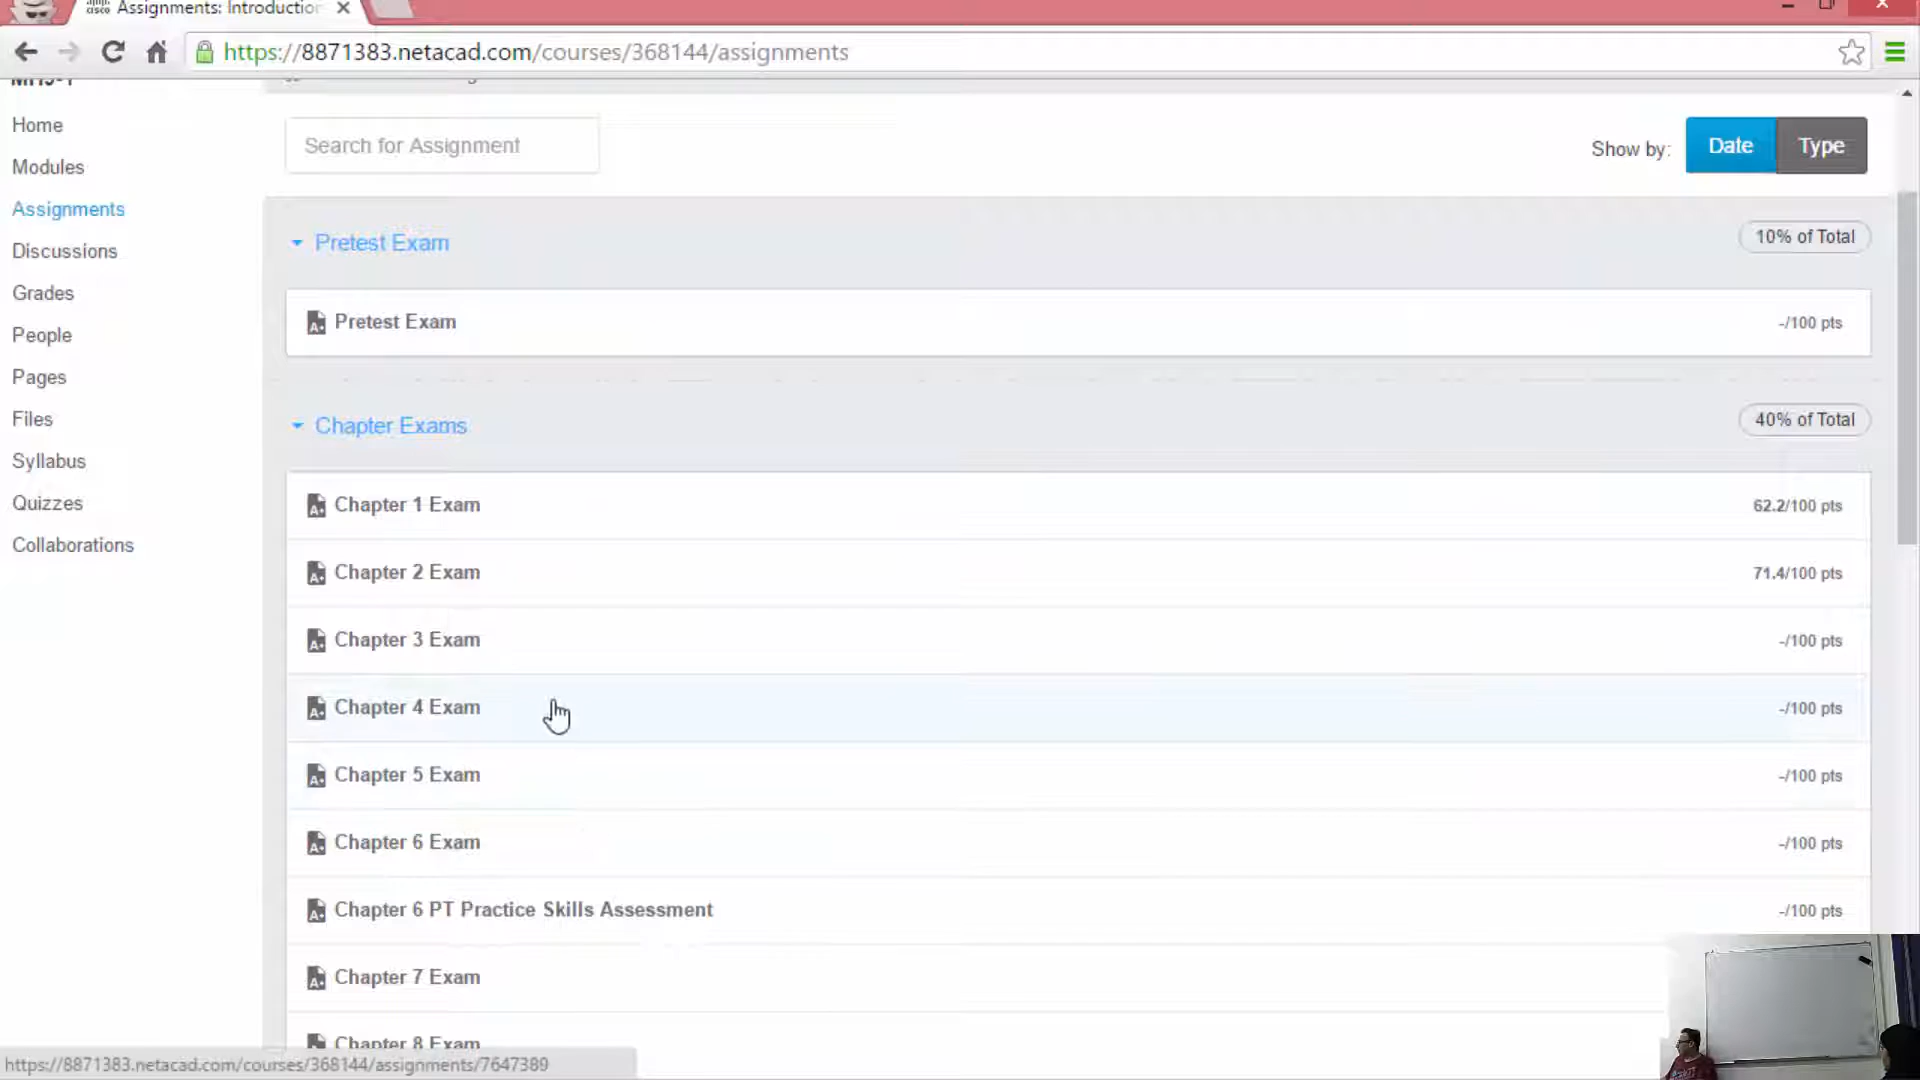 Assignments: Introduction
https://8871383.netacad.com/courses/368144/assignments
Home
Modules
Assignments
Discussions
Grades
People
Pages
Files
Syllabus
Quizzes
Collaborations
Search for Assignment
Show by:
Date
Type
Pretest Exam
10% of Total
Pretest Exam
-/100 pts
Chapter Exams
40% of Total
Chapter 1 Exam
62.2/100 pts
Chapter 2 Exam
71.4/100 pts
Chapter 3 Exam
-/100 pts
Chapter 4 Exam
-/100 pts
Chapter 5 Exam
-/100 pts
Chapter 6 Exam
-/100 pts
Chapter 6 PT Practice Skills Assessment
-/100 pts
Chapter 7 Exam
Chapter 8 Exam
https://8871383.netacad.com/courses/368144/assignments/7647389